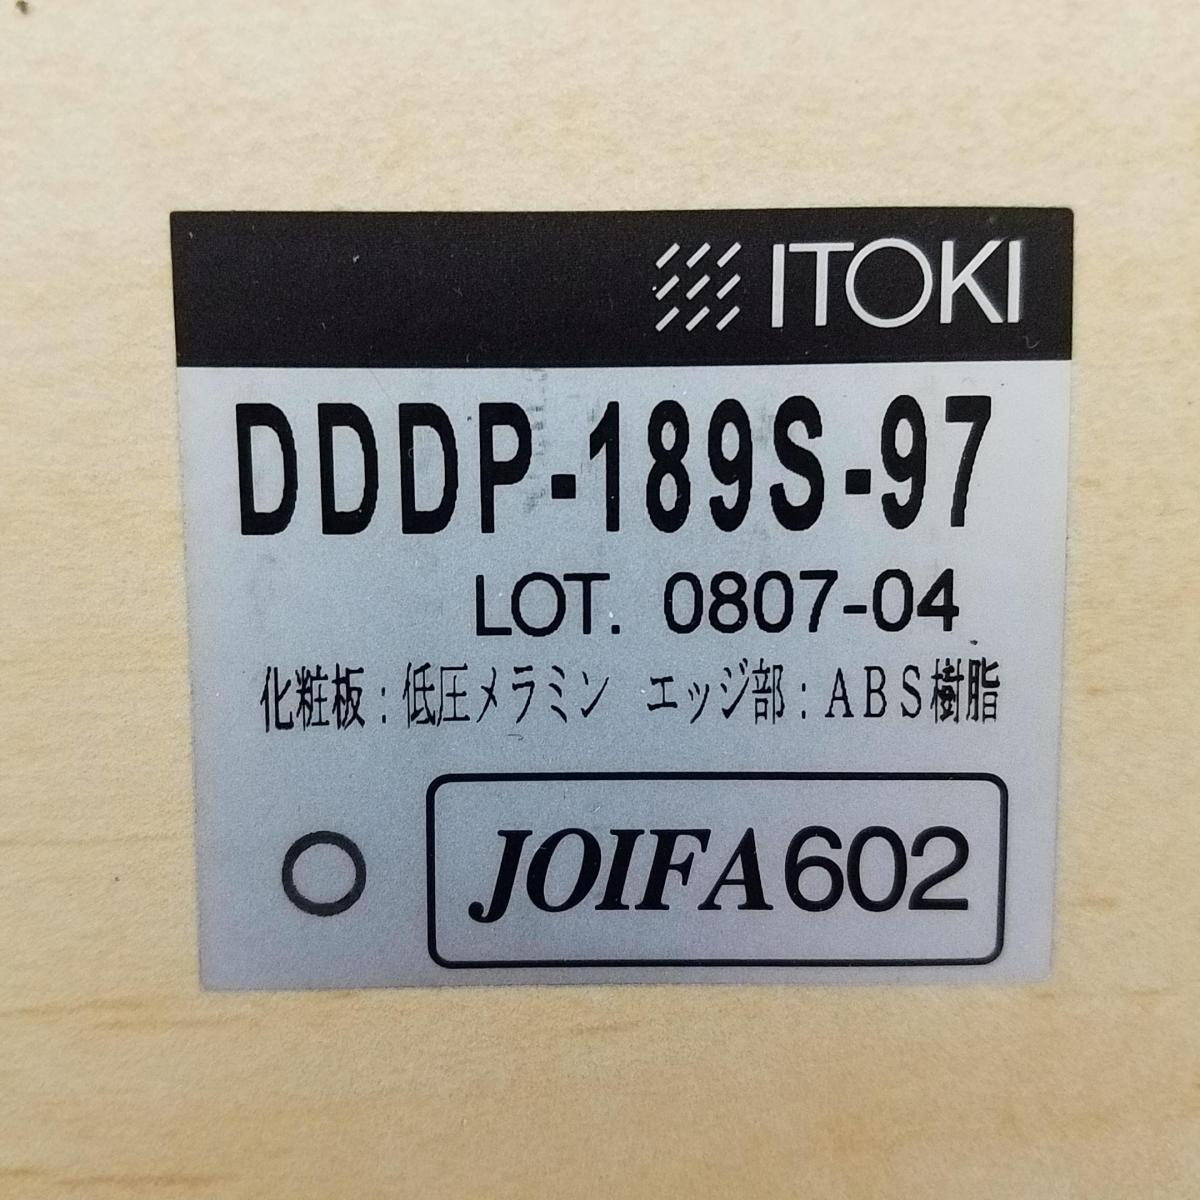 ITOKI
DDDP-189S-97
LOT. 0807-04
化粧板:低圧メラミン エッジ部:ABS樹脂
JOIFA602